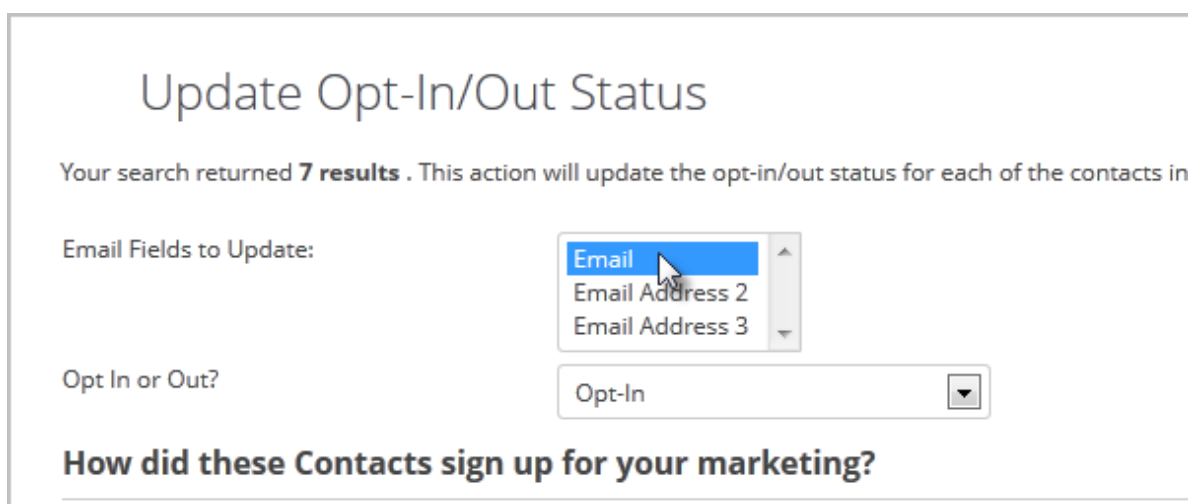 Update Opt-In/Out Status
Your search returned 7 results . This action will update the opt-in/out status for each of the contacts in
Email Fields to Update:
Email
Email Address 2
Email Address 3
Opt In or Out?
Opt-In
How did these Contacts sign up for your marketing?